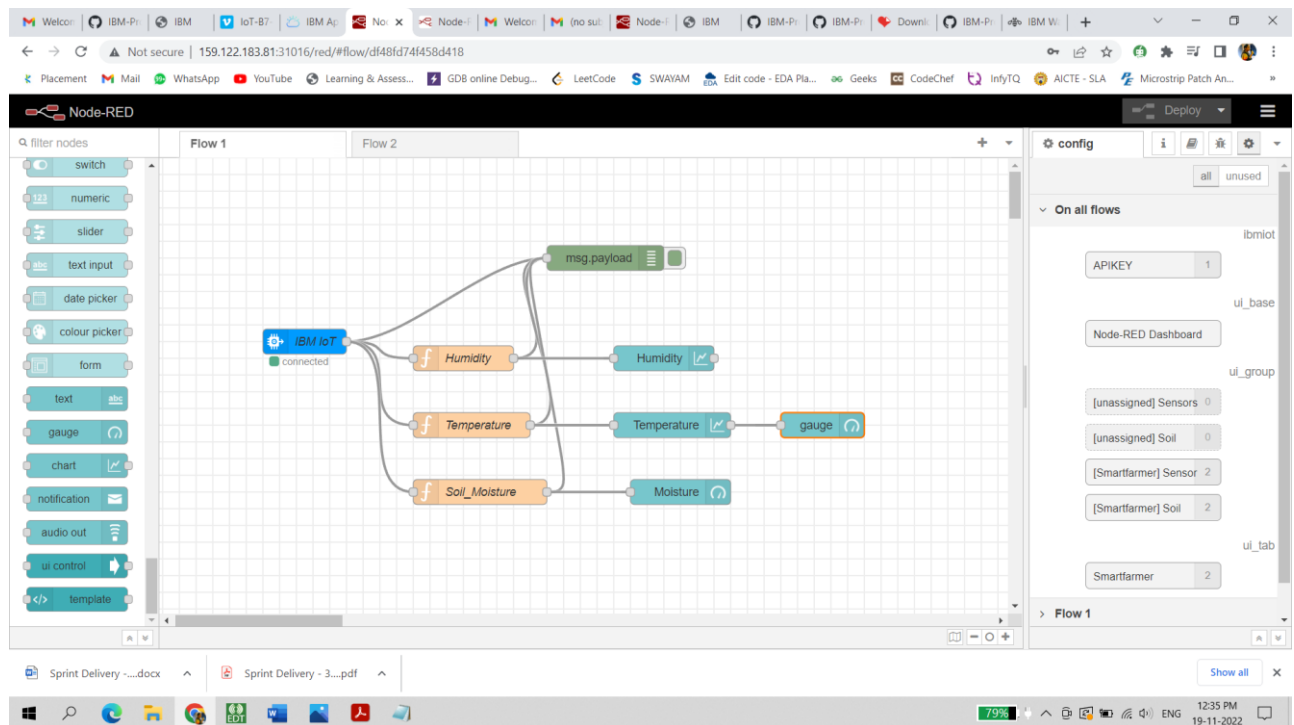 Welcon IBM-Pr IBM IoT-B7 IBM Ap Noc Node-F Welcon (no sub Node-F IBM IBM-Pr IBM-Pr Downlo IBM-Pr IBM W
Not secure | 159.122.183.81:31016/red/#flow/df48fd74f458d418
Placement Mail WhatsApp YouTube Learning & Assess... GDB online Debug... LeetCode SWAYAM Edit code - EDA Pla... Geeks CodeChef InfyTQ AICTE - SLA Microstrip Patch An... »
Node-RED Deploy
filter nodes Flow 1 Flow 2 config
all unused
switch
On all flows
numeric
ibmiot
slider
msg.payload
text input
APIKEY 1
date picker
ui_base
colour picker
IBM IoT
Node-RED Dashboard
connected
form
Humidity Humidity
ui_group
text abc
[unassigned] Sensors 0
gauge
Temperature Temperature gauge
[unassigned] Soil 0
chart
[Smartfarmer] Sensor 2
notification
Soil_Moisture Moisture
[Smartfarmer] Soil 2
audio out
ui_tab
ui control
Smartfarmer 2
template
Flow 1
Sprint Delivery -....docx Sprint Delivery - 3....pdf Show all
79% ENG 12:35 PM
19-11-2022